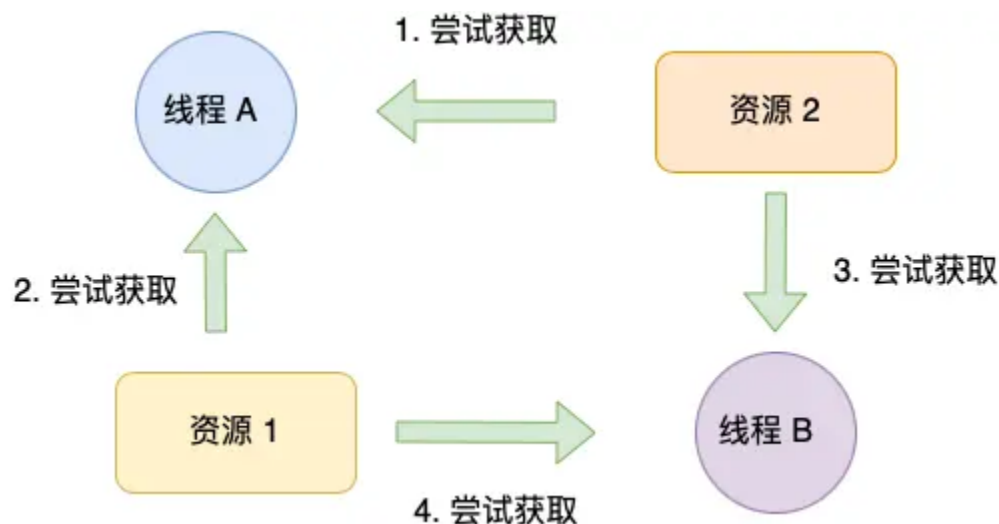 1. 尝试获取
线程 A
资源 2
2. 尝试获取
3. 尝试获取
资源 1
线程 B
4. 尝试获取